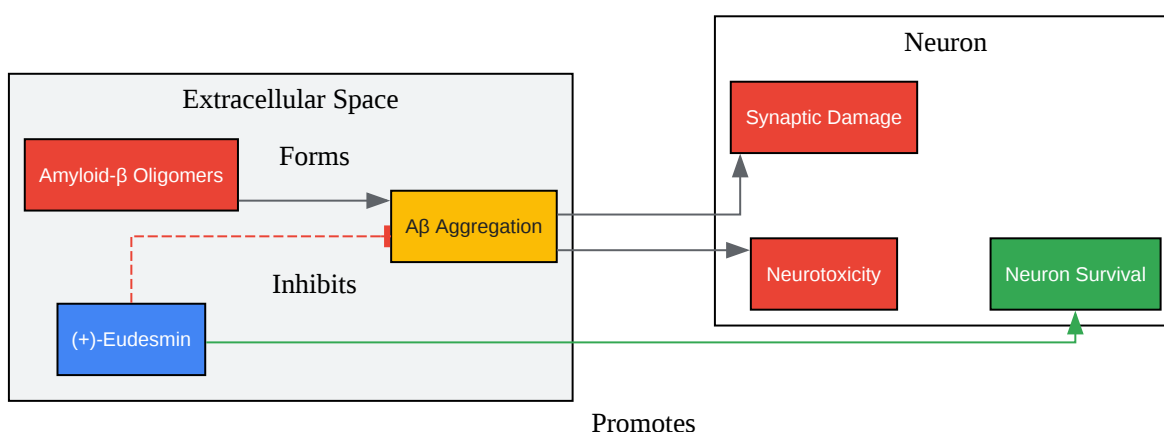 Neuron
Extracellular Space
Synaptic Damage
Forms
Amyloid-β Oligomers
Aβ Aggregation
Inhibits
Neurotoxicity
Neuron Survival
(+)-Eudesmin
Promotes